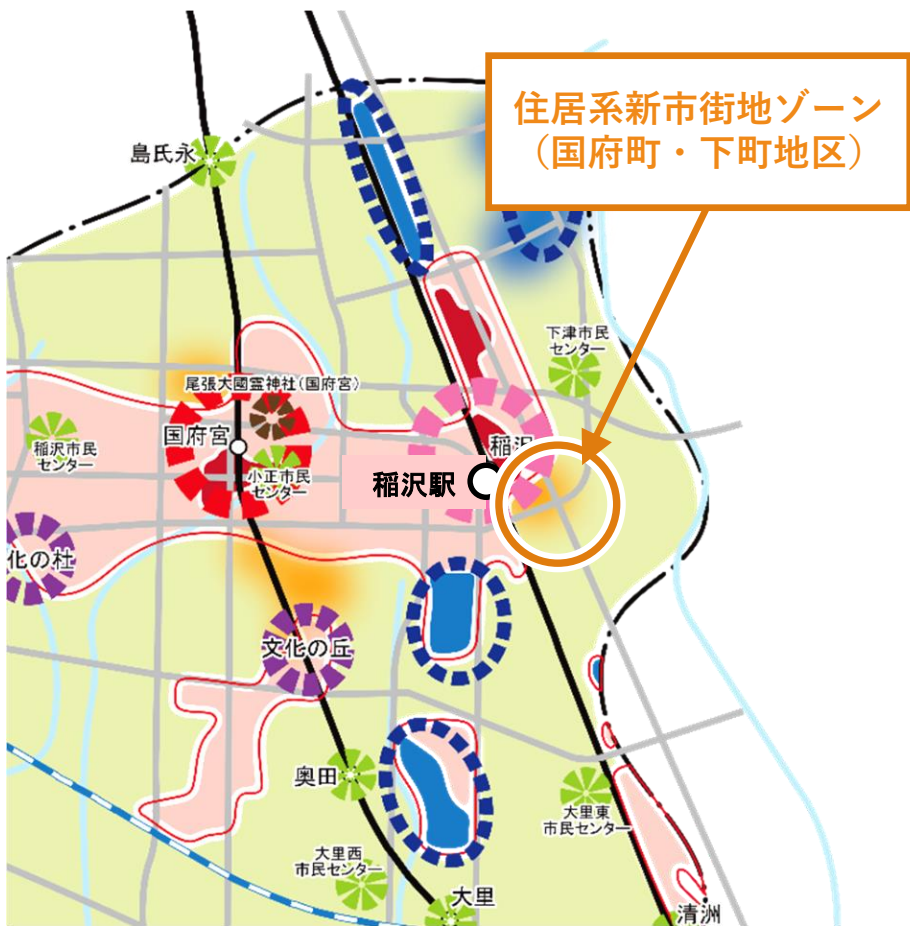 住居系新市街地ゾーン
（国府町・下町地区）
島氏永
下津市民
センター
尾張大國霊神社（国府宮）
国府宮
稲沢
稲沢市民
センター
小正市民
センター
稲沢駅
化の杜
文化の丘
奥田
大里東
市民センター
大里西
市民センター
大里
清洲